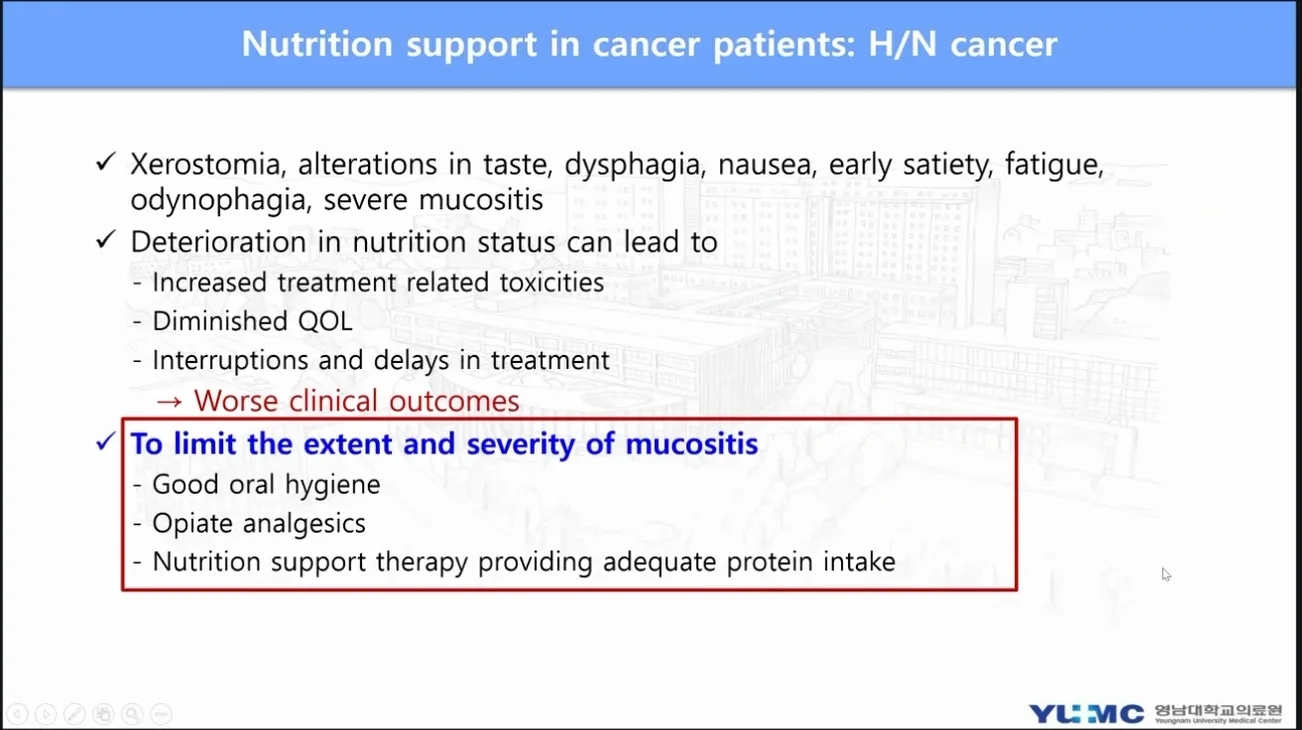 Nutrition support in cancer patients: H/N cancer
✓ Xerostomia, alterations in taste, dysphagia, nausea, early satiety, fatigue,
odynophagia, severe mucositis
✓ Deterioration in nutrition status can lead to
- Increased treatment related toxicities
- Diminished QOL
- Interruptions and delays in treatment
→ Worse clinical outcomes
✓ To limit the extent and severity of mucositis
- Good oral hygiene
- Opiate analgesics
- Nutrition support therapy providing adequate protein intake
YUMC 영남대학교의료원
Yeungnam University Medical Center